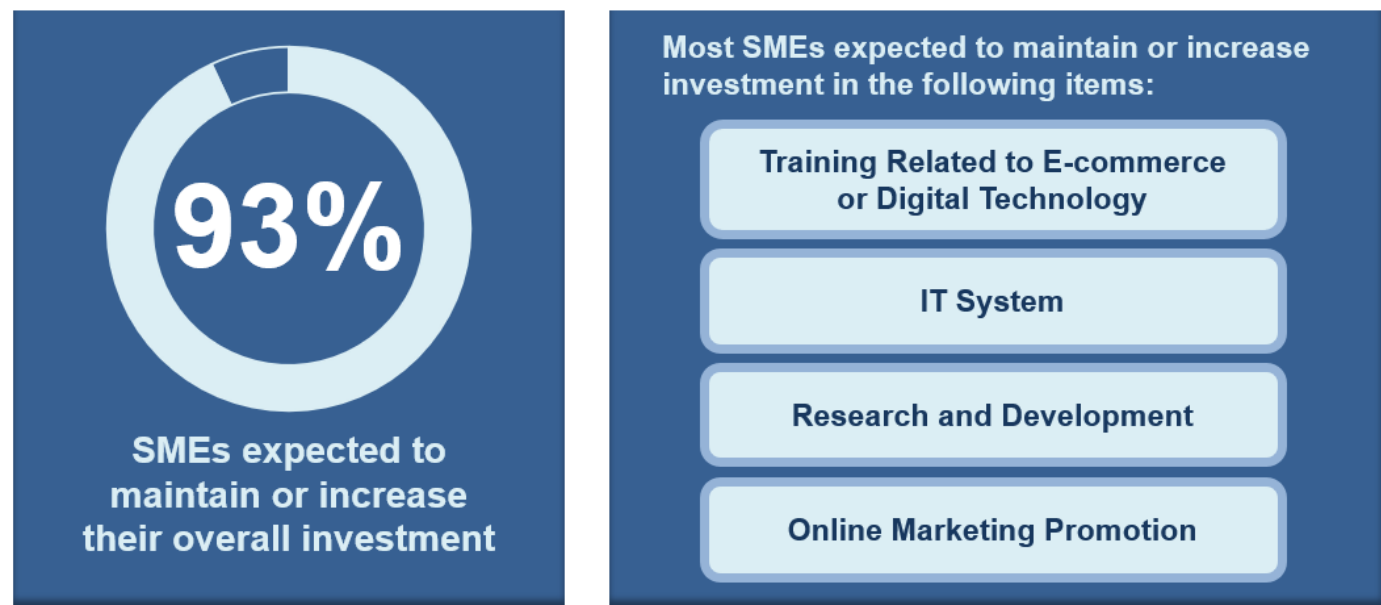 93%
SMEs expected to
maintain or increase
their overall investment
Most SMEs expected to maintain or increase
investment in the following items:
Training Related to E-commerce
or Digital Technology
IT System
Research and Development
Online Marketing Promotion